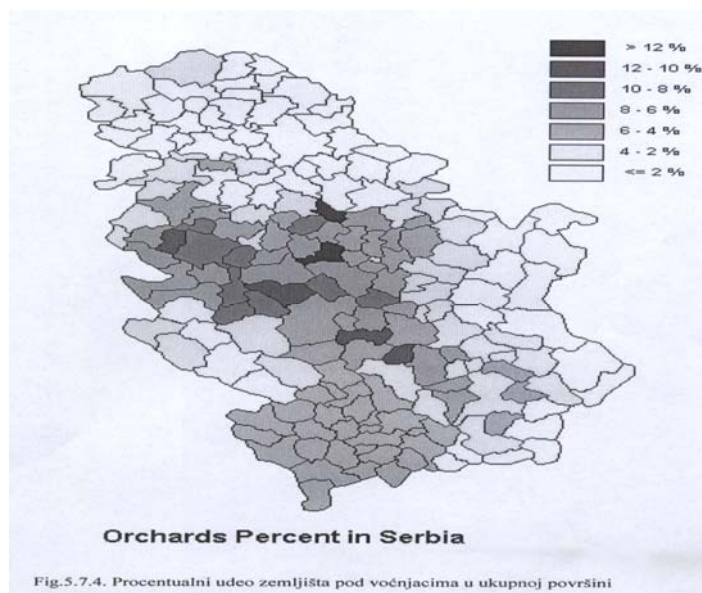 > 12 %
12 - 10 %
10 - 8 %
8 - 6 %
6 - 4 %
4 - 2 %
<= 2 %
Orchards Percent in Serbia
Fig.5.7.4. Procentualni udeo zemljišta pod voćnjacima u ukupnoj površini